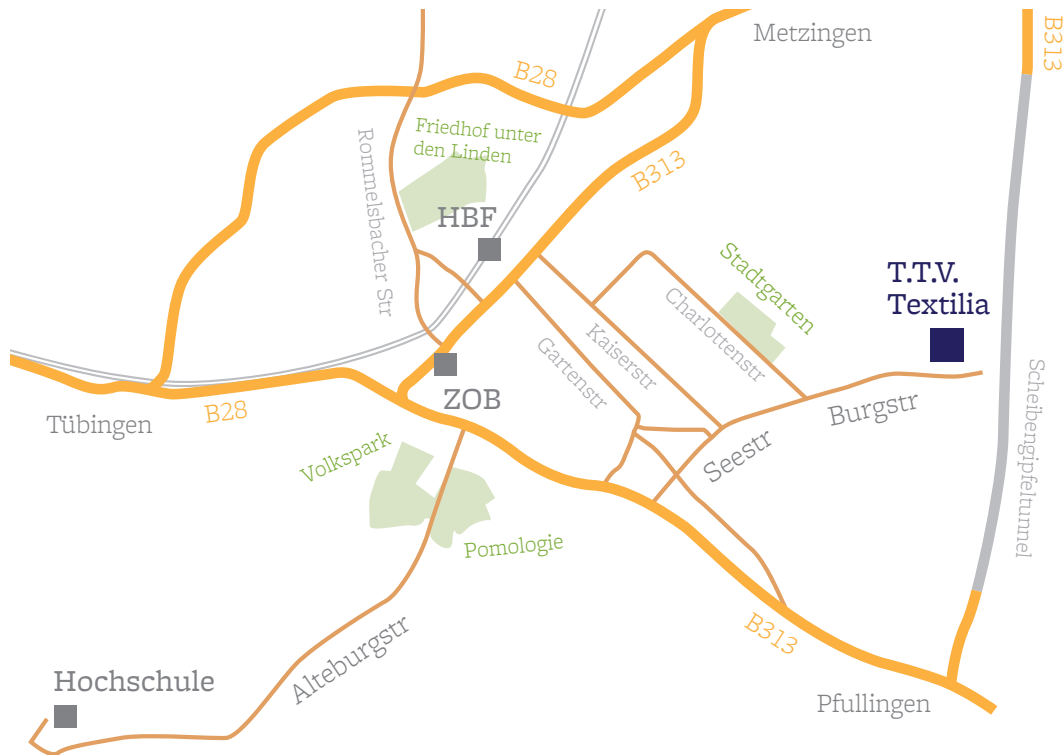 Metzingen
B313
B28
Friedhof unter
den Linden
Rommelsbacher Str
B313
HBF
Stadtgarten
T.T.V.
Textilia
Charlottenstr
Kaiserstr
Gartenstr
Scheibengipfeltunnel
ZOB
Burgstr
B28
Tübingen
Seestr
Volkspark
Pomologie
Alteburgstr
B313
Hochschule
Pfullingen